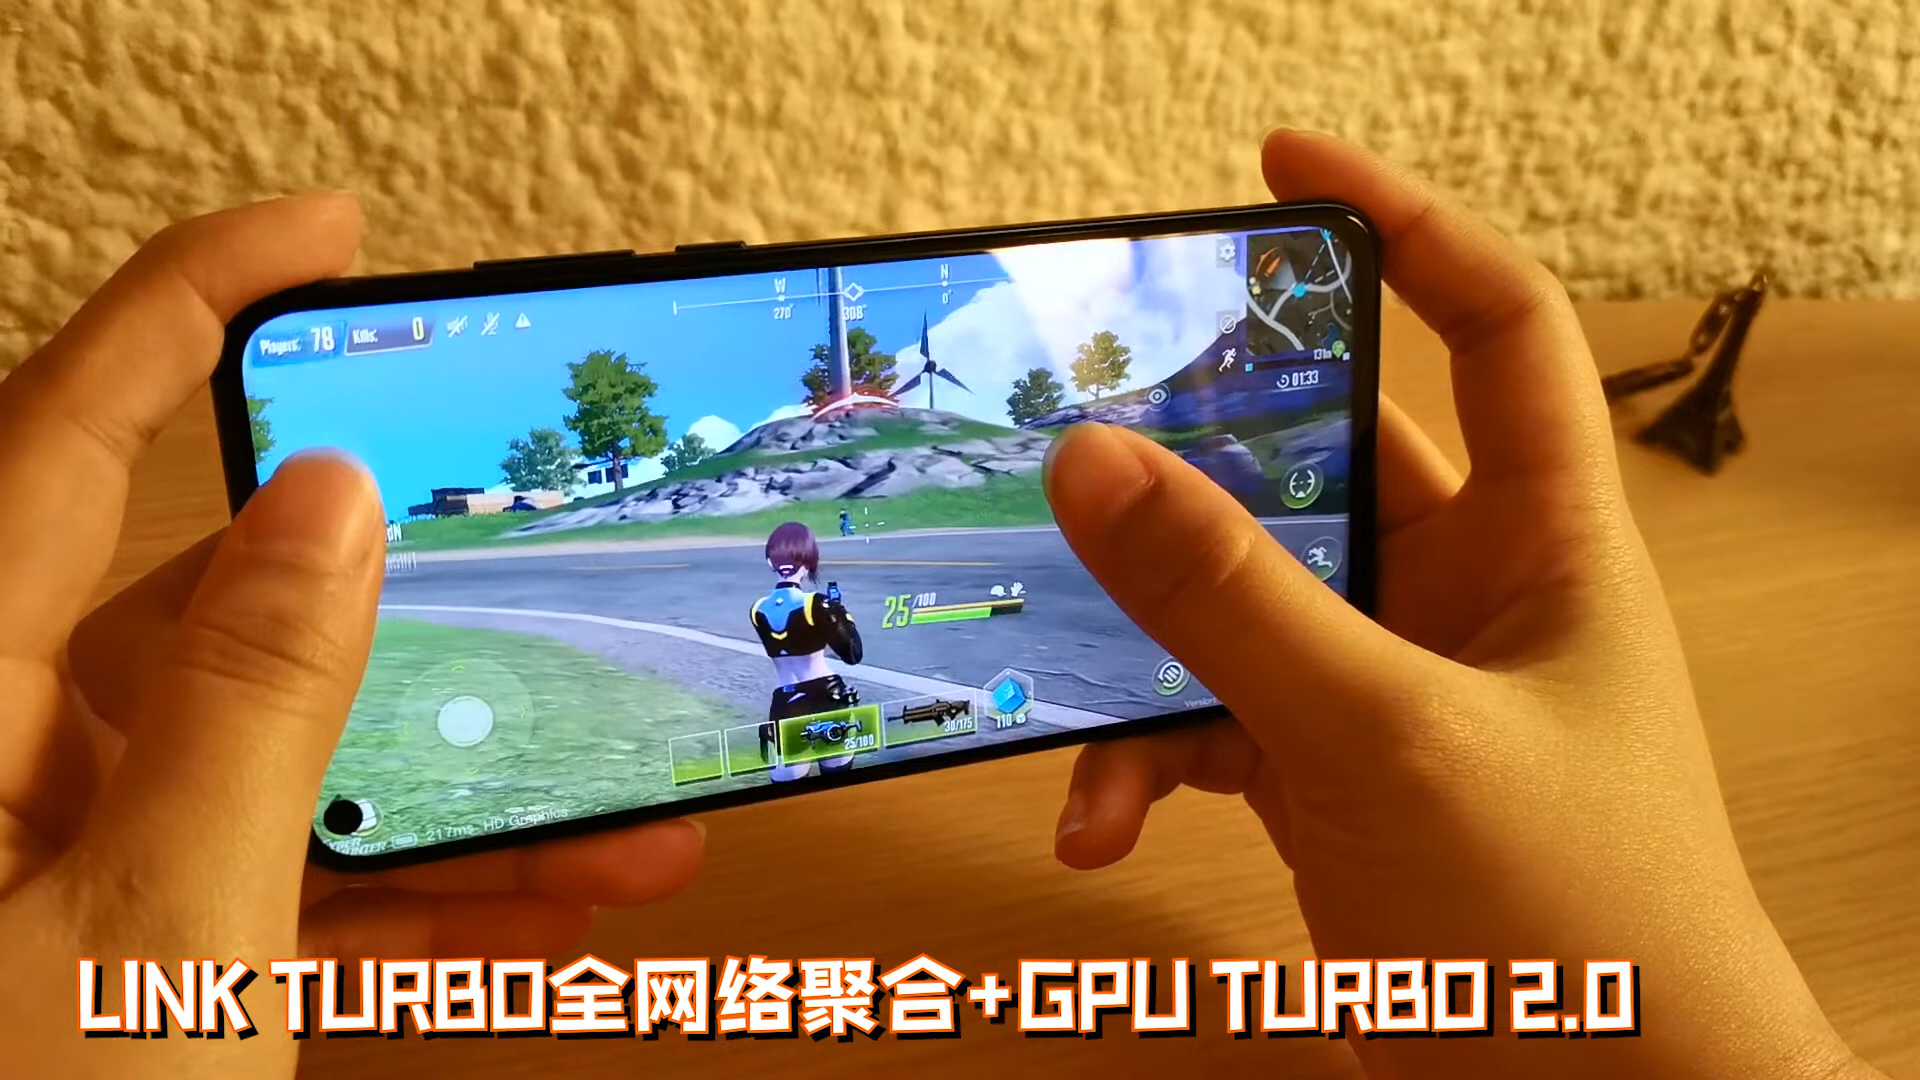 Players: 78
Kills: 0
W
270°
308°
N
0°
131m
01:33
25/100
25/100
30/175
110
217ms HD Graphics
LINK TURBO全网络聚合+GPU TURBO 2.0